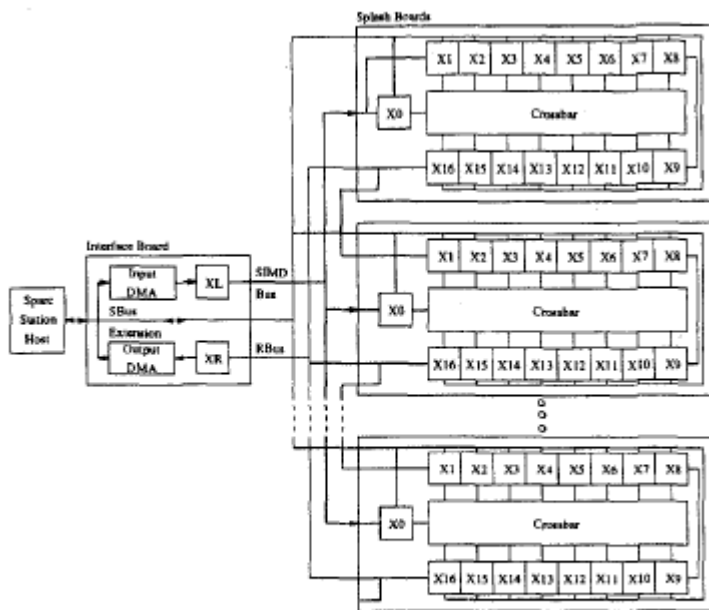 Splash Boards
X1 X2 X3 X4 X5 X6 X7 X8
X0
Crossbar
X16 X15 X14 X13 X12 X11 X10 X9
Interface Board
Input
DMA
XL
SIMD
Bus
Sparc
Station
Host
SBus
Extension
Output
DMA
XR
RBus
X1 X2 X3 X4 X5 X6 X7 X8
X0
Crossbar
X16 X15 X14 X13 X12 X11 X10 X9
X1 X2 X3 X4 X5 X6 X7 X8
X0
Crossbar
X16 X15 X14 X13 X12 X11 X10 X9